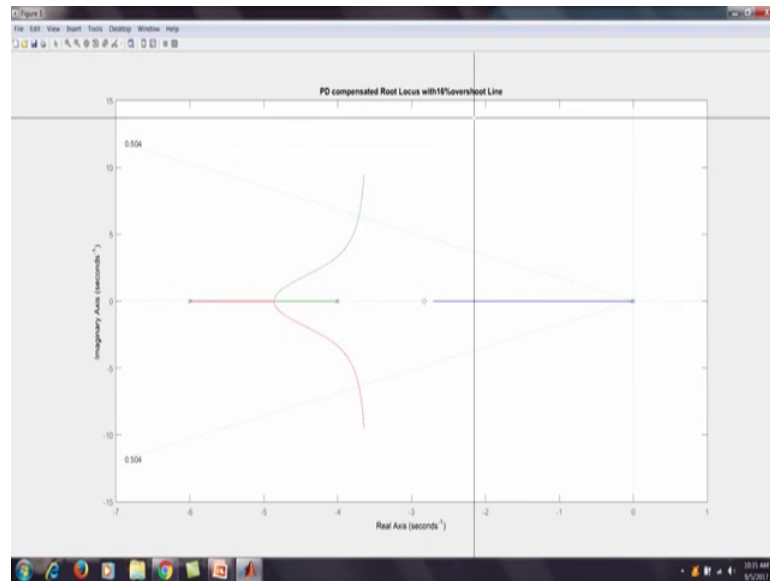 Figure 1
File Edit View Insert Tools Desktop Window Help
PD compensated Root Locus with16%overshoot Line
15
0.504
10
5
0
-5
-10
0.504
-15
-7 -6 -5 -4 -3 -2 -1 0 1
Imaginary Axis (seconds⁻¹)
Real Axis (seconds⁻¹)
10:35 AM
9/5/2017